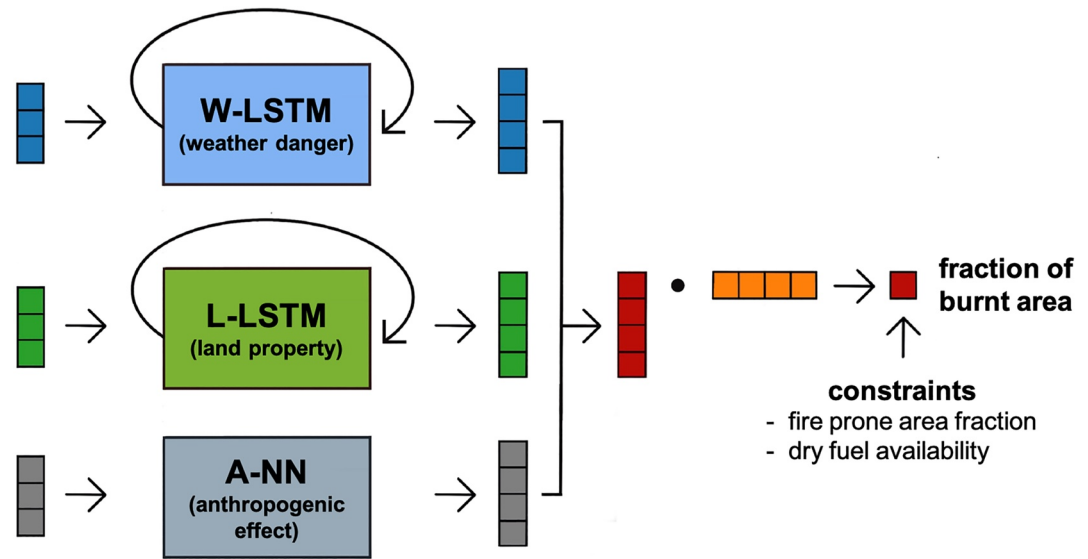 W-LSTM
(weather danger)
L-LSTM
(land property)
A-NN
(anthropogenic
effect)
fraction of
burnt area
constraints
- fire prone area fraction
- dry fuel availability